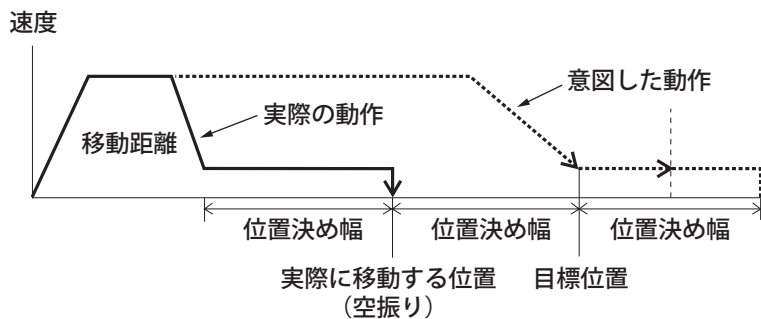 速度
意図した動作
実際の動作
移動距離
位置決め幅
位置決め幅
位置決め幅
実際に移動する位置
（空振り）
目標位置